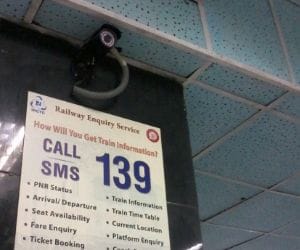 Railway Enquiry Service
How Will You Get Train Information?
CALL
SMS
139
• PNR Status
• Arrival/ Departure
• Seat Availability
• Fare Enquiry
• Ticket Booking
• Train Information
• Train Time Table
• Current Location
• Platform Enquiry